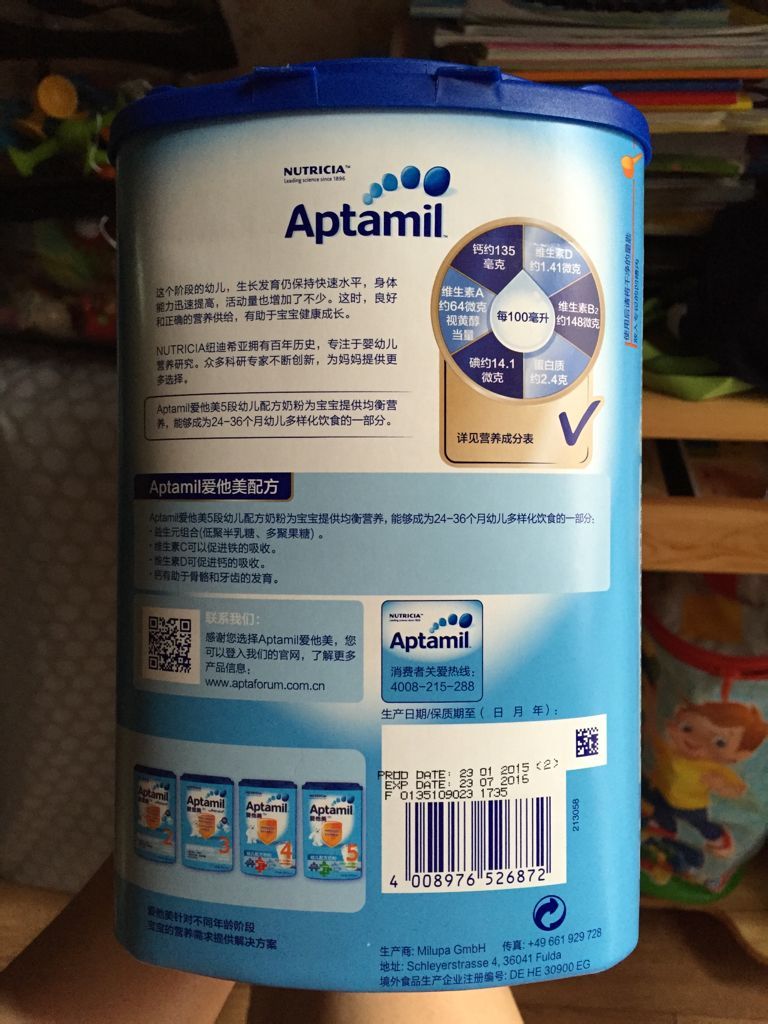 NUTRICIA™
Leading science since 1896
Aptamil
这个阶段的幼儿，生长发育仍保持快速水平，身体
能力迅速提高，活动量也增加了不少。这时，良好
和正确的营养供给，有助于宝宝健康成长。
NUTRICIA纽迪希亚拥有百年历史，专注于婴幼儿
营养研究。众多科研专家不断创新，为妈妈提供更
多选择。
Aptamil爱他美5段幼儿配方奶粉为宝宝提供均衡营
养，能够成为24-36个月幼儿多样化饮食的一部分。
钙约135
毫克
维生素D
约1.41微克
维生素A
约64微克
视黄醇
当量
每100毫升
维生素B₂
约148微克
碘约14.1
微克
蛋白质
约2.4克
详见营养成分表
Aptamil爱他美配方
Aptamil爱他美5段幼儿配方奶粉为宝宝提供均衡营养，能够成为24-36个月幼儿多样化饮食的一部分：
·益生元组合(低聚半乳糖、多聚果糖) 。
·维生素C可以促进铁的吸收。
·维生素D可促进钙的吸收。
·钙有助于骨骼和牙齿的发育。
联系我们：
感谢您选择Aptamil爱他美，您
可以登入我们的官网，了解更多
产品信息：
www.aptaforum.com.cn
NUTRICIA™
Aptamil
消费者关爱热线：
4008-215-288
生产日期/保质期至（ 日 月 年）：
PROD DATE: 23 01 2015 <2>
EXP DATE: 23 07 2016
F 0135109023 1735
213058
4 008976 526872
Aptamil
2
Aptamil
3
NUTRICIA
Aptamil
爱他美
4
NUTRICIA
Aptamil
爱他美
5
爱他美针对不同年龄阶段
宝宝的营养需求提供解决方案
生产商: Milupa GmbH 传真: +49 661 929 728
地址: Schleyerstrasse 4, 36041 Fulda
境外食品生产企业注册编号: DE HE 30900 EG